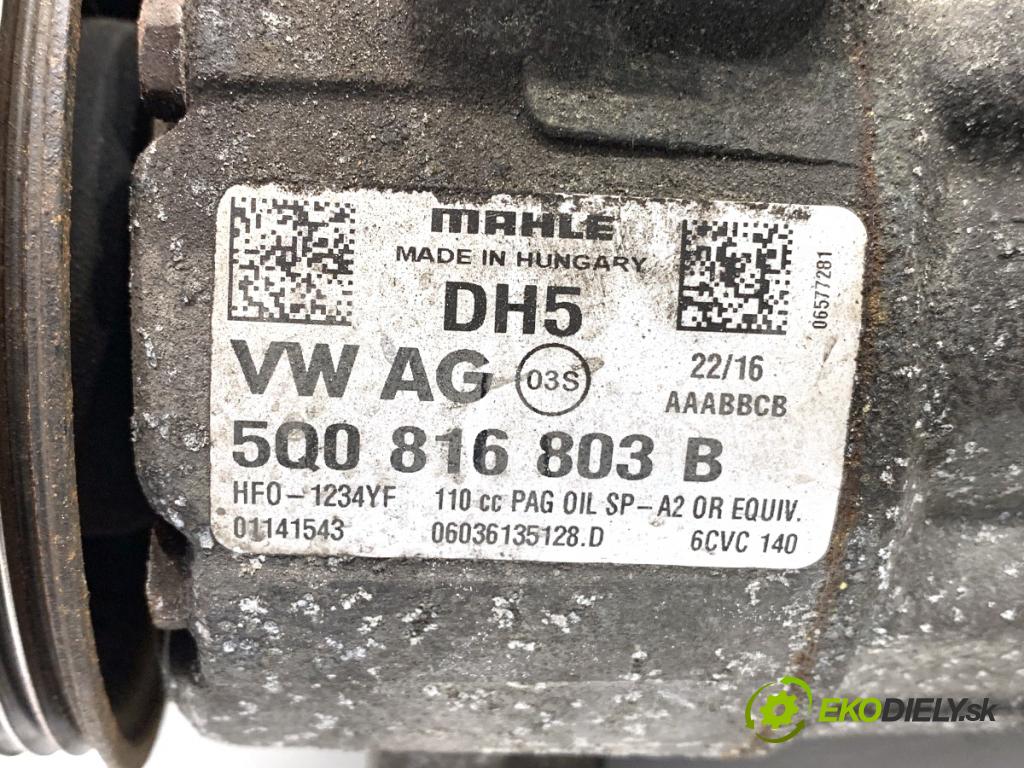 MAHLE
MADE IN HUNGARY
DH5
06577281
VW AG 03S
22/16
AAABBCB
5Q0 816 803 B
HFO-1234YF 110 cc PAG OIL SP-A2 OR EQUIV.
01141543 06036135128.D 6CVC 140
EKODIELY.sk